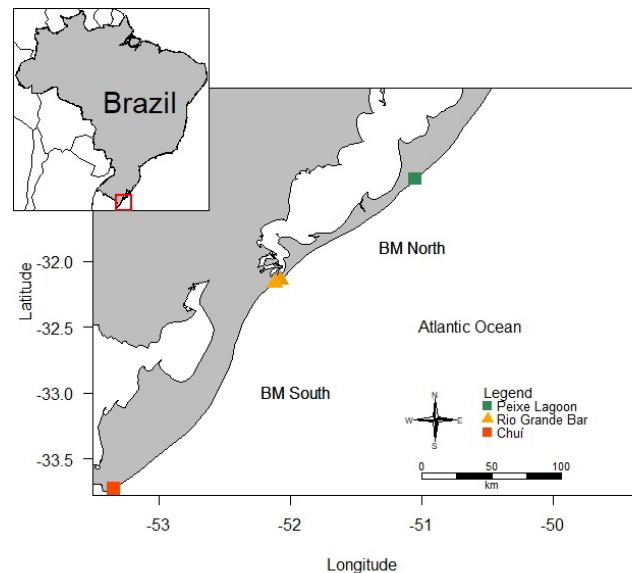 Brazil
BM North
Atlantic Ocean
BM South
Legend
Peixe Lagoon
Rio Grande Bar
Chuí
N
W
E
S
0 50 100
km
Latitude
-32.0
-32.5
-33.0
-33.5
-53 -52 -51 -50
Longitude